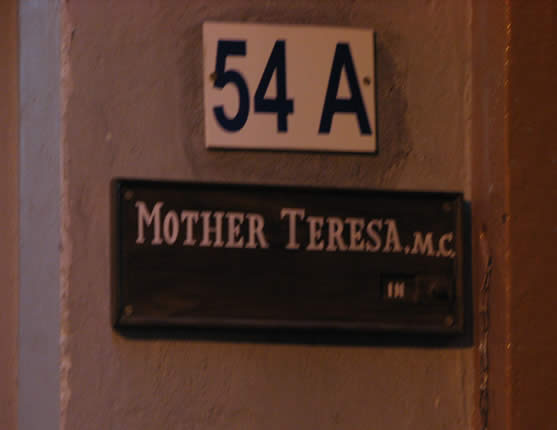 54 A
MOTHER TERESA, M.C.
IN